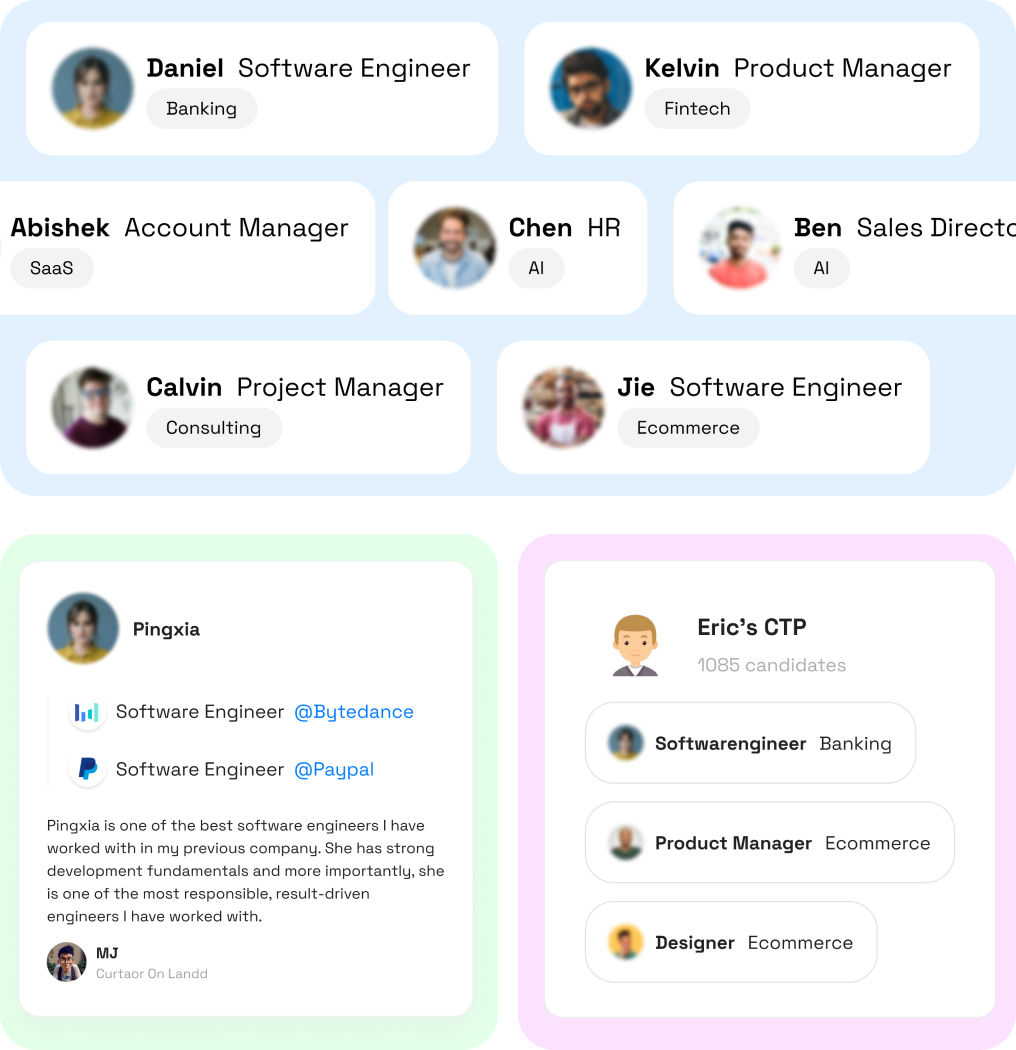 Daniel Software Engineer
Banking
Kelvin Product Manager
Fintech
Abishek Account Manager
SaaS
Chen HR
AI
Ben Sales Directo
AI
Calvin Project Manager
Consulting
Jie Software Engineer
Ecommerce
Pingxia
Software Engineer @Bytedance
Software Engineer @Paypal
Pingxia is one of the best software engineers I have
worked with in my previous company. She has strong
development fundamentals and more importantly, she
is one of the most responsible, result-driven
engineers I have worked with.
MJ
Curtaor On Landd
Eric's CTP
1085 candidates
Softwarengineer Banking
Product Manager Ecommerce
Designer Ecommerce